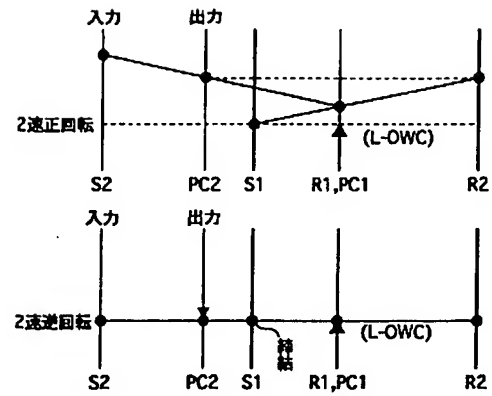 入力 出力
2速正回転
(L-OWC)
S2 PC2 S1 R1,PC1 R2
入力 出力
2速逆回転
(L-OWC)
締結
S2 PC2 S1 R1,PC1 R2